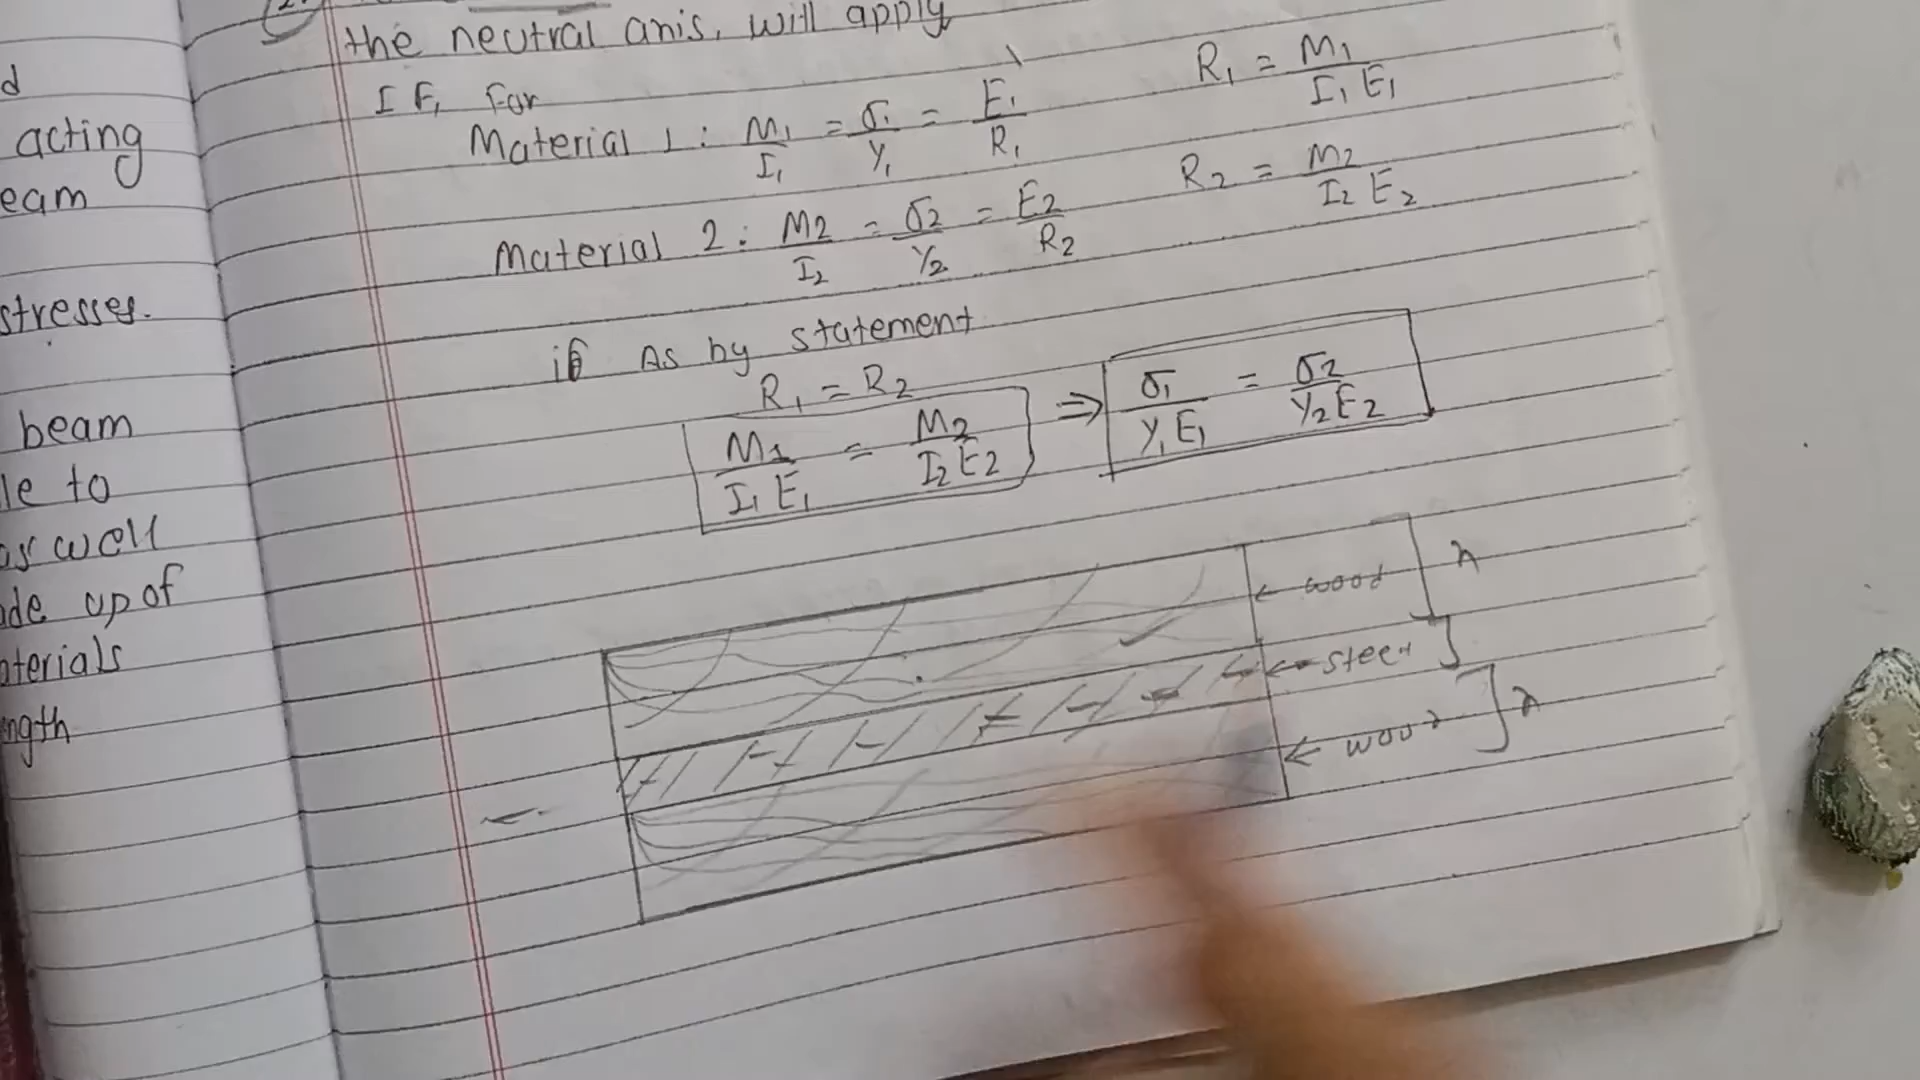 d
acting
eam
stresses.
beam
le to
as well
ade up of
aterials
ngth
the neutral anis, will apply
I F, For
Material 1: M₁/I₁ = σ₁/Y₁ = E₁/R₁
R₁ = M₁/I₁E₁
Material 2: M₂/I₂ = σ₂/Y₂ = E₂/R₂
R₂ = M₂/I₂E₂
if As by statement
R₁ = R₂
M₁/I₁E₁ = M₂/I₂E₂ ⇒ σ₁/Y₁E₁ = σ₂/Y₂E₂
← wood
← steel
← wood